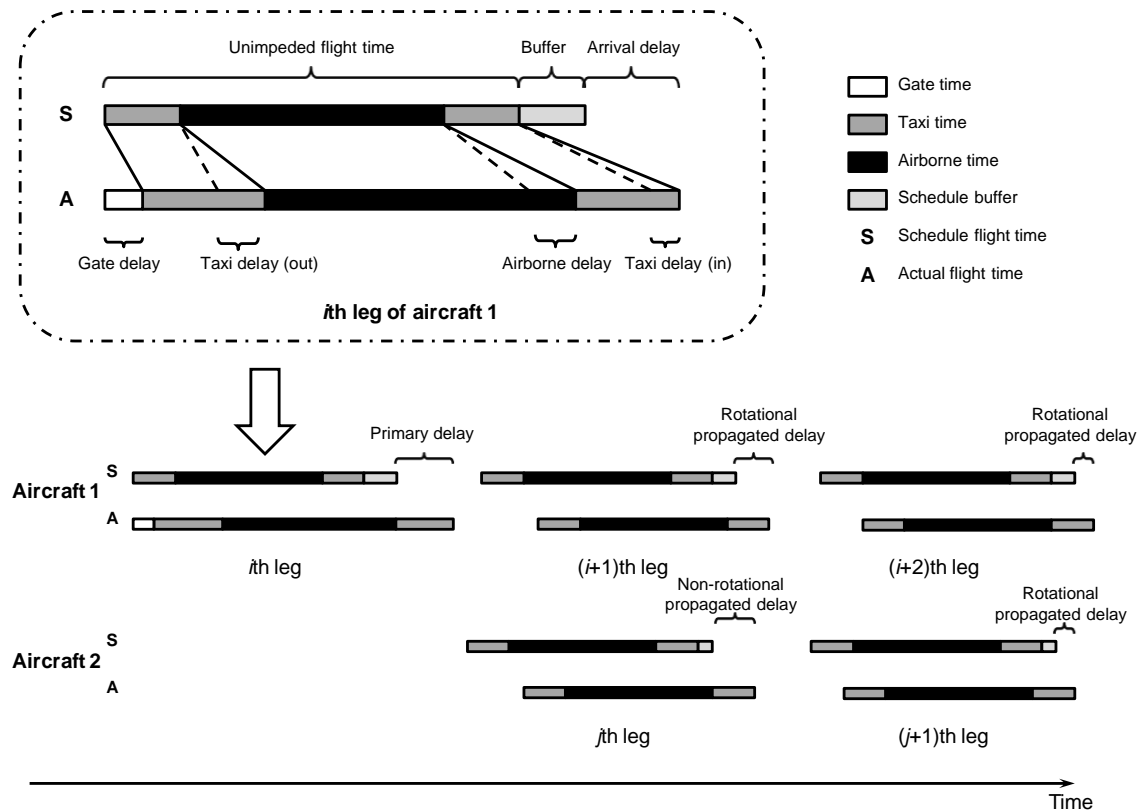 Unimpeded flight time
Buffer
Arrival delay
S
A
Gate delay
Taxi delay (out)
Airborne delay
Taxi delay (in)
ith leg of aircraft 1
Gate time
Taxi time
Airborne time
Schedule buffer
S Schedule flight time
A Actual flight time
Primary delay
Rotational
propagated delay
Rotational
propagated delay
Aircraft 1
S
A
ith leg
(i+1)th leg
(i+2)th leg
Non-rotational
propagated delay
Rotational
propagated delay
Aircraft 2
S
A
jth leg
(j+1)th leg
Time